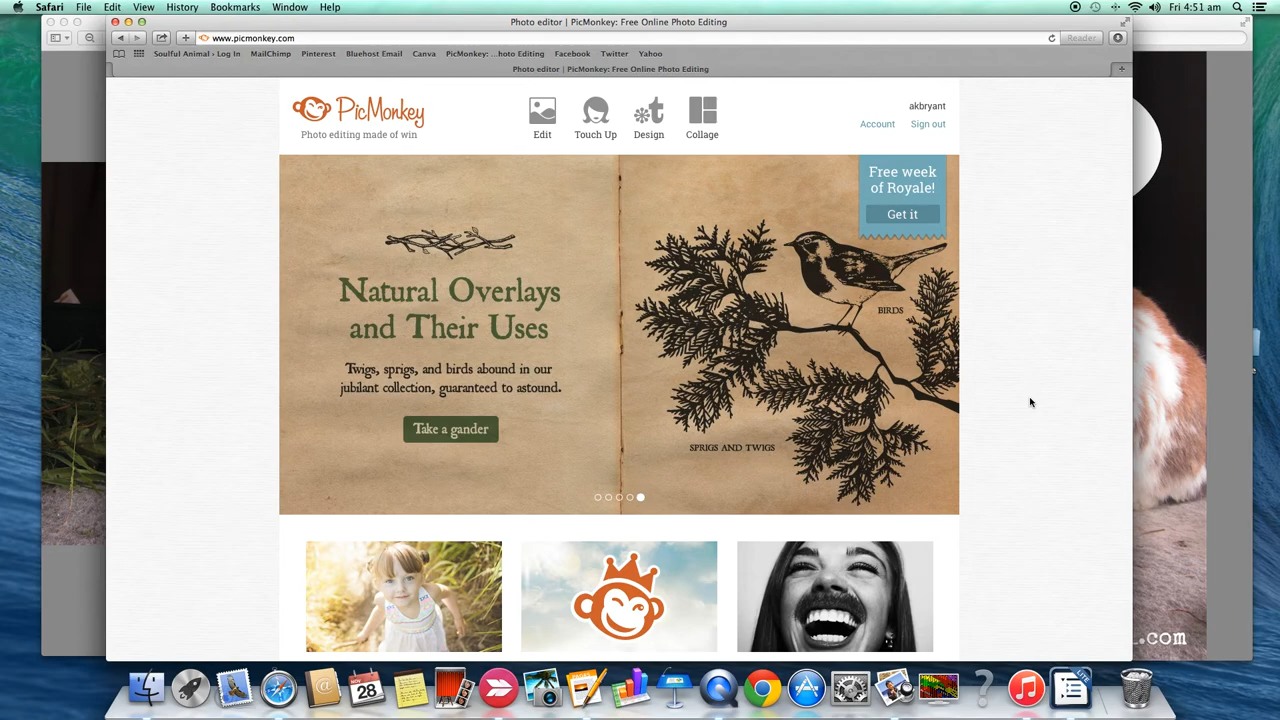 Safari File Edit View History Bookmarks Window Help Fri 4:51 am
Photo editor | PicMonkey: Free Online Photo Editing
www.picmonkey.com Reader
Soulful Animal › Log In MailChimp Pinterest Bluehost Email Canva PicMonkey: ...hoto Editing Facebook Twitter Yahoo
Photo editor | PicMonkey: Free Online Photo Editing
PicMonkey
Photo editing made of win
Edit Touch Up Design Collage
akbryant
Account Sign out
Free week
of Royale!
Get it
Natural Overlays
and Their Uses
Twigs, sprigs, and birds abound in our
jubilant collection, guaranteed to astound.
Take a gander
BIRDS
SPRIGS AND TWIGS
.com
NOV
28
LITE